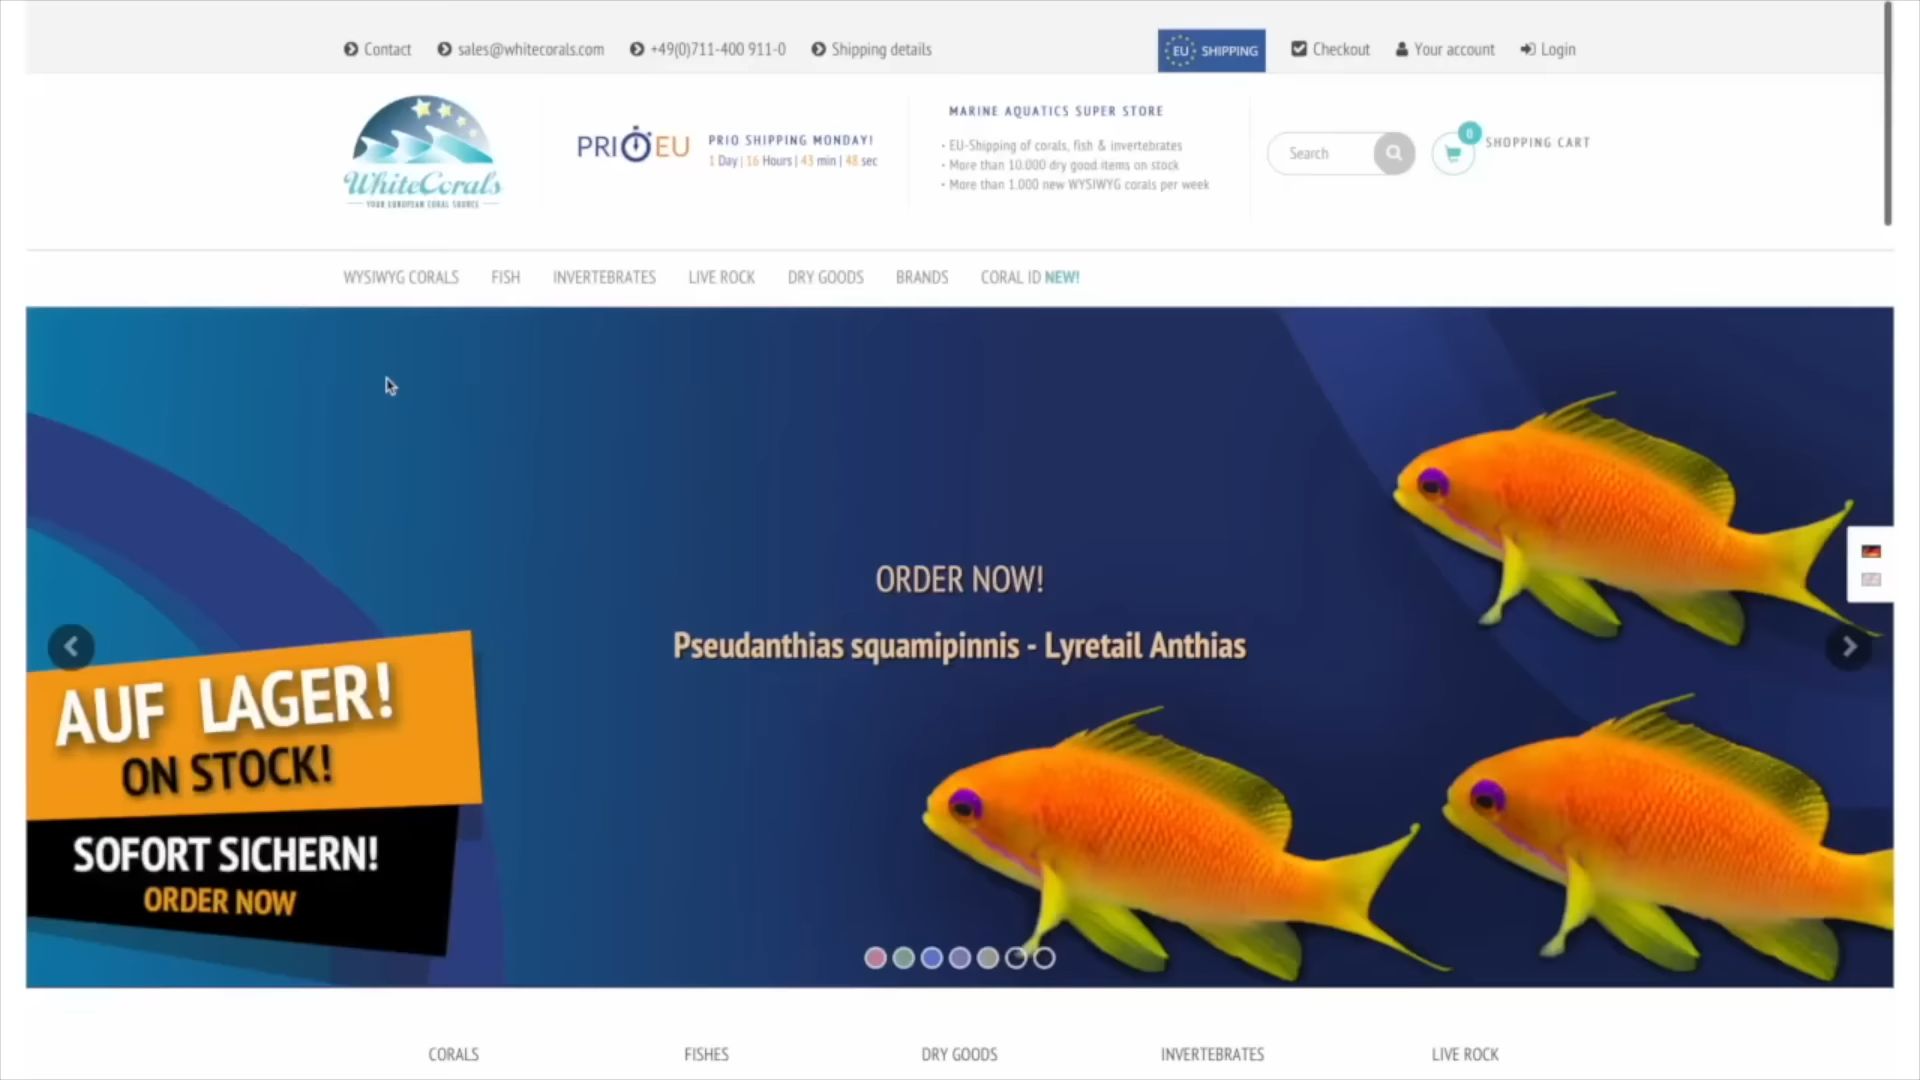 Contact
sales@whitecorals.com
+49(0)711-400 911-0
Shipping details
EU SHIPPING
Checkout
Your account
Login
WhiteCorals
YOUR EUROPEAN CORAL SOURCE
PRIO EU
PRIO SHIPPING MONDAY!
1 Day | 16 Hours | 43 min | 48 sec
MARINE AQUATICS SUPER STORE
• EU-Shipping of corals, fish & invertebrates
• More than 10.000 dry good items on stock
• More than 1.000 new WYSIWYG corals per week
Search
0
SHOPPING CART
WYSIWYG CORALS
FISH
INVERTEBRATES
LIVE ROCK
DRY GOODS
BRANDS
CORAL ID NEW!
ORDER NOW!
Pseudanthias squamipinnis - Lyretail Anthias
AUF LAGER!
ON STOCK!
SOFORT SICHERN!
ORDER NOW
CORALS
FISHES
DRY GOODS
INVERTEBRATES
LIVE ROCK